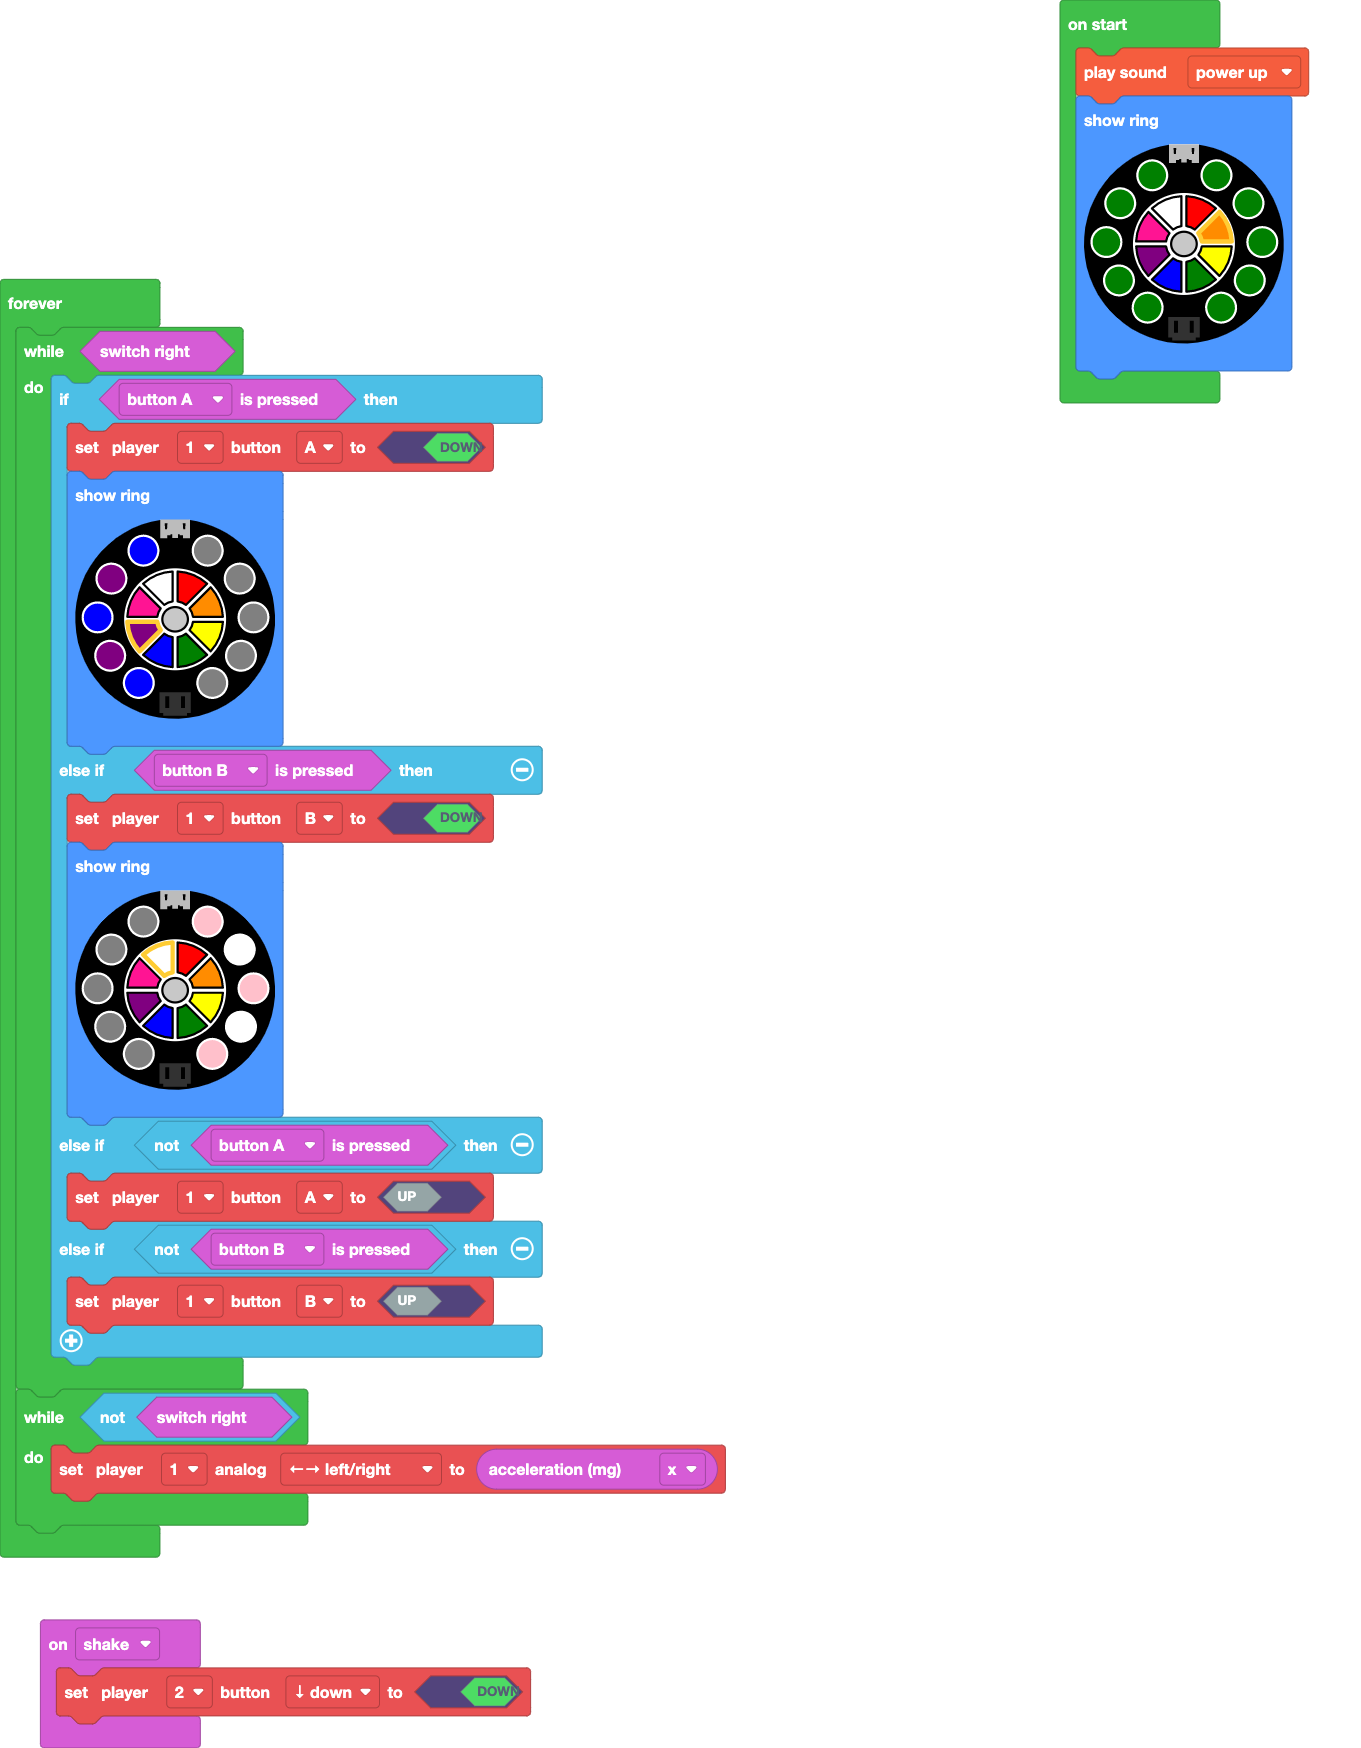 on start
play sound power up
show ring
forever
while switch right
do
if button A is pressed then
set player 1 button A to DOWN
show ring
else if button B is pressed then
set player 1 button B to DOWN
show ring
else if not button A is pressed then
set player 1 button A to UP
else if not button B is pressed then
set player 1 button B to UP
while not switch right
do
set player 1 analog ←→ left/right to acceleration (mg) x
on shake
set player 2 button ↓ down to DOWN